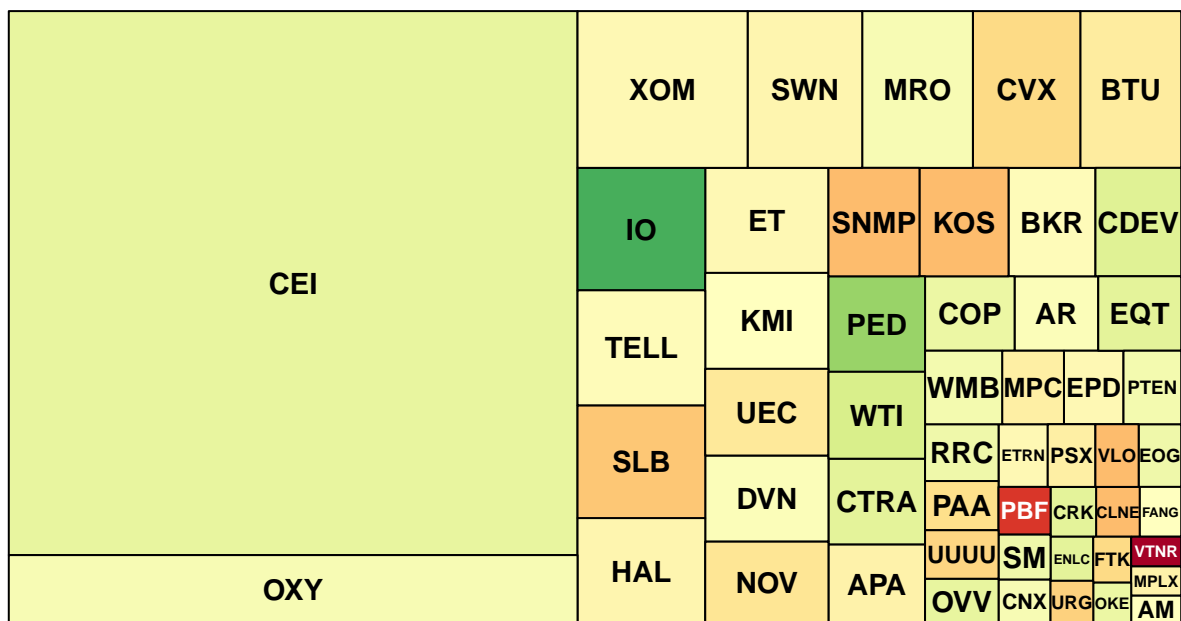 XOM
SWN
MRO
CVX
BTU
CEI
IO
ET
SNMP
KOS
BKR
CDEV
TELL
KMI
PED
COP
AR
EQT
SLB
UEC
WTI
WMB
MPC
EPD
PTEN
DVN
CTRA
RRC
ETRN
PSX
VLO
EOG
HAL
NOV
APA
PAA
PBF
CRK
CLNE
FANG
UUUU
SM
ENLC
FTK
VTNR
MPLX
OXY
OVV
CNX
URG
OKE
AM